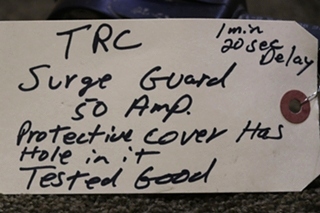 TRC
1 min
20 sec
Delay
Surge Guard
50 Amp.
Protective cover Has
Hole in it
Tested Good